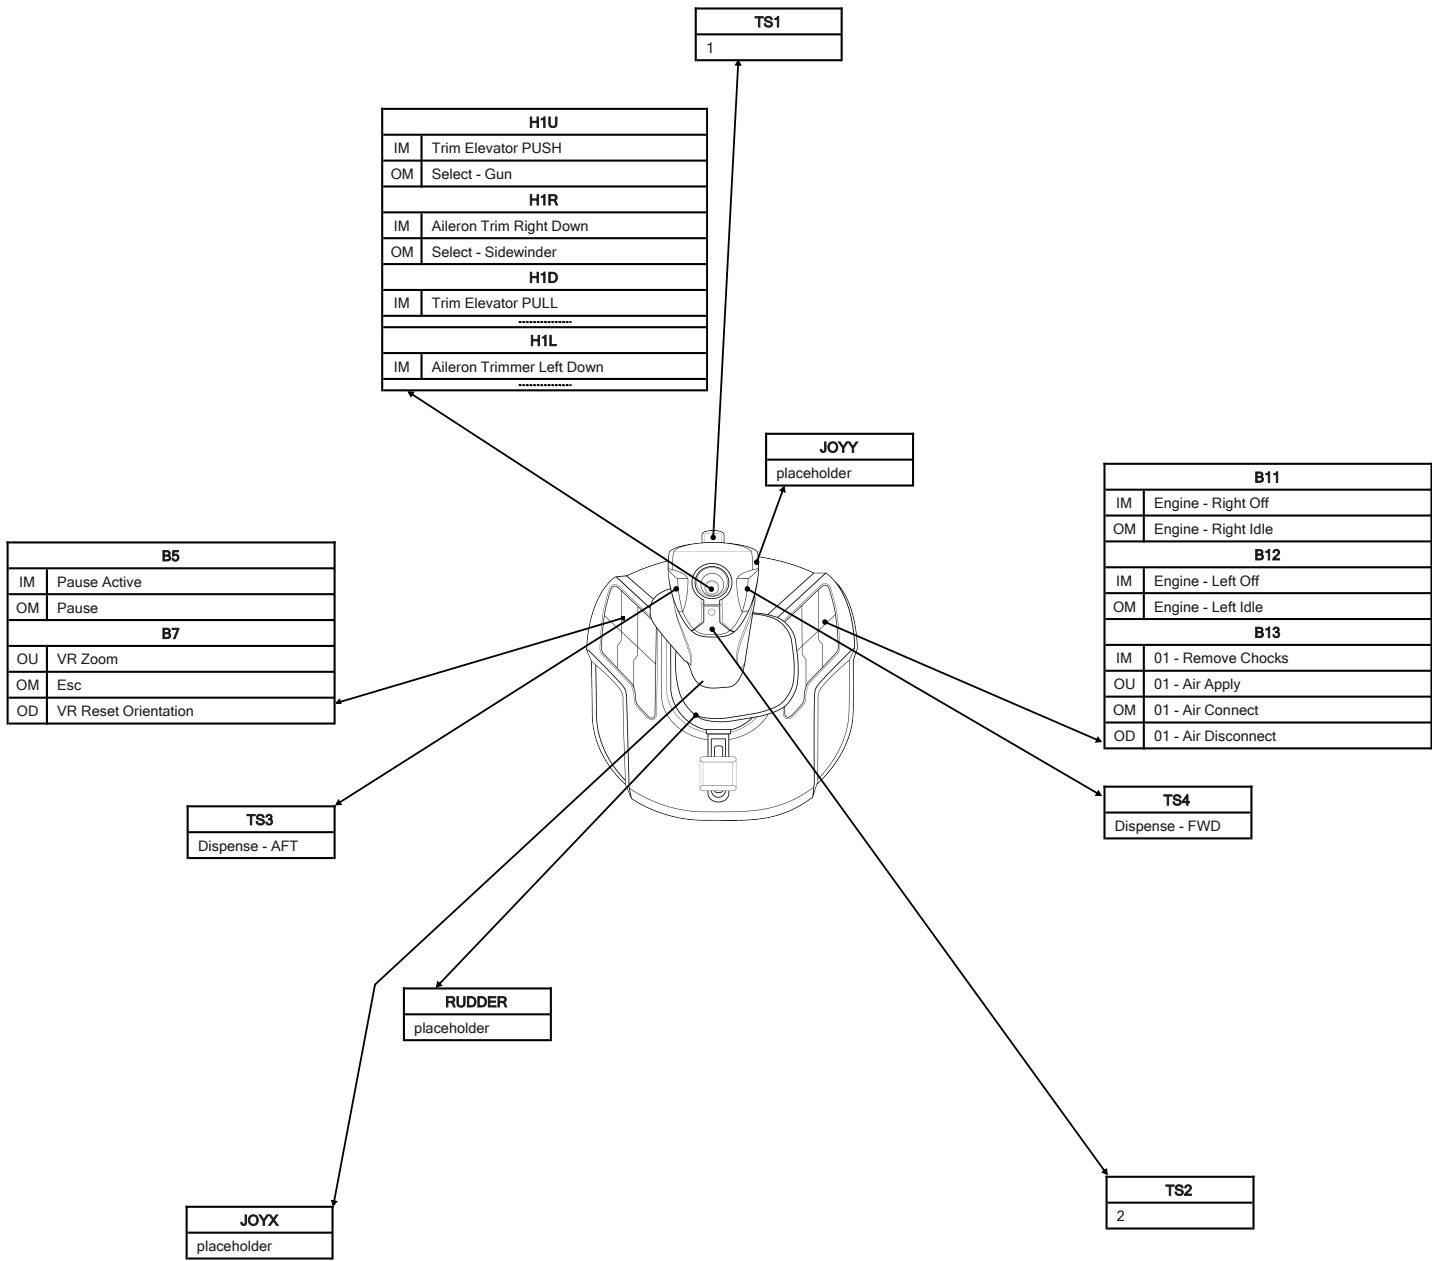 TS1
1
H1U
IM Trim Elevator PUSH
OM Select - Gun
H1R
IM Aileron Trim Right Down
OM Select - Sidewinder
H1D
IM Trim Elevator PULL
---------------
H1L
IM Aileron Trimmer Left Down
---------------
JOYY
placeholder
B11
IM Engine - Right Off
OM Engine - Right Idle
B12
IM Engine - Left Off
OM Engine - Left Idle
B13
IM 01 - Remove Chocks
OU 01 - Air Apply
OM 01 - Air Connect
OD 01 - Air Disconnect
B5
IM Pause Active
OM Pause
B7
OU VR Zoom
OM Esc
OD VR Reset Orientation
TS3
Dispense - AFT
TS4
Dispense - FWD
RUDDER
placeholder
TS2
2
JOYX
placeholder